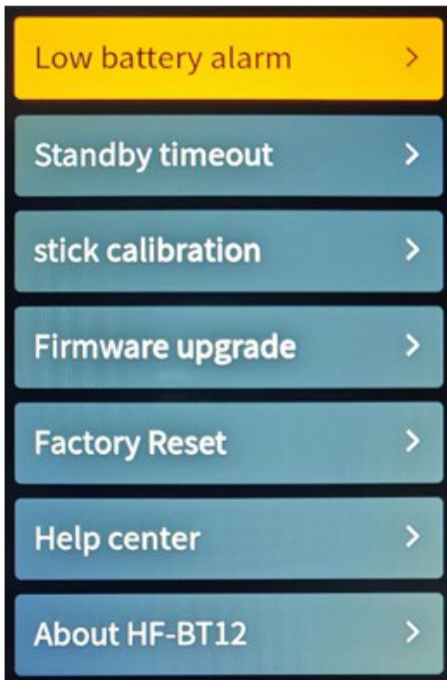 Low battery alarm
Standby timeout
stick calibration
Firmware upgrade
Factory Reset
Help center
About HF-BT12